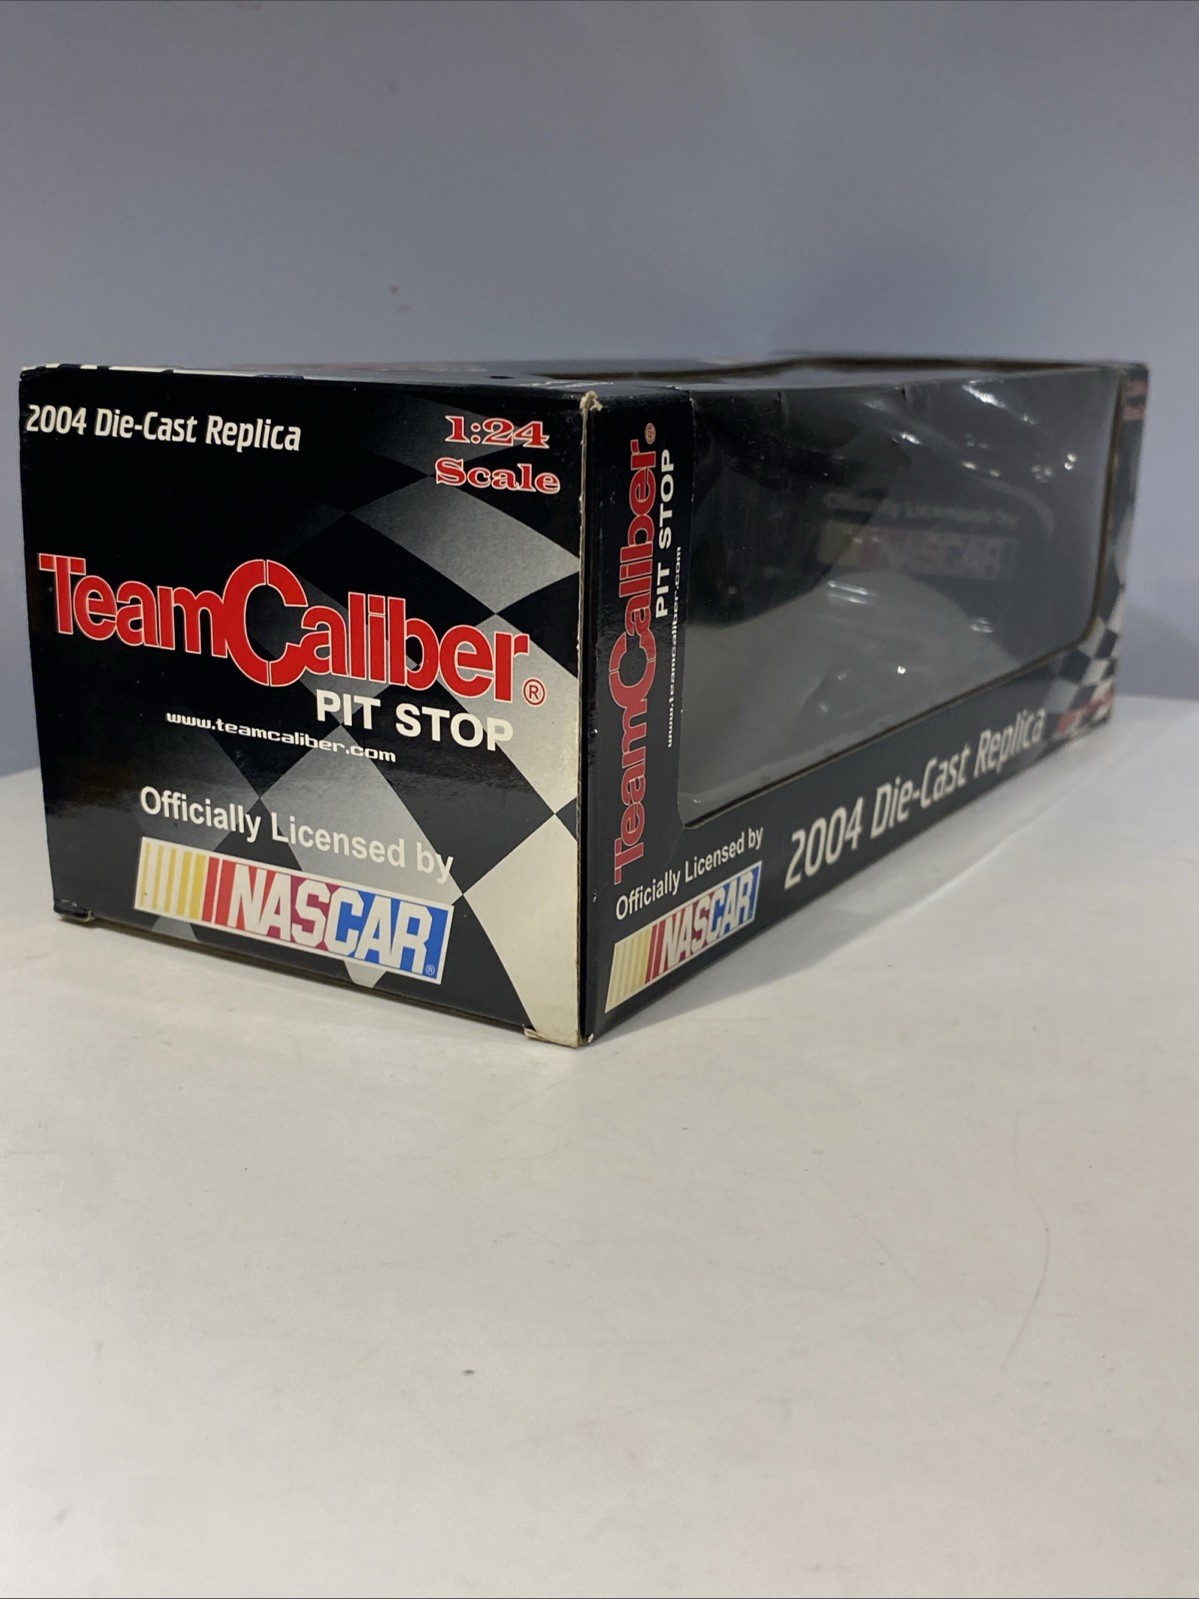 2004 Die-Cast Replica
1:24
Scale
TeamCaliber®
PIT STOP
www.teamcaliber.com
Officially Licensed by
NASCAR®
TeamCaliber®
PIT STOP
www.teamcaliber.com
Officially Licensed by
NASCAR
2004 Die-Cast Replica
NASCAR